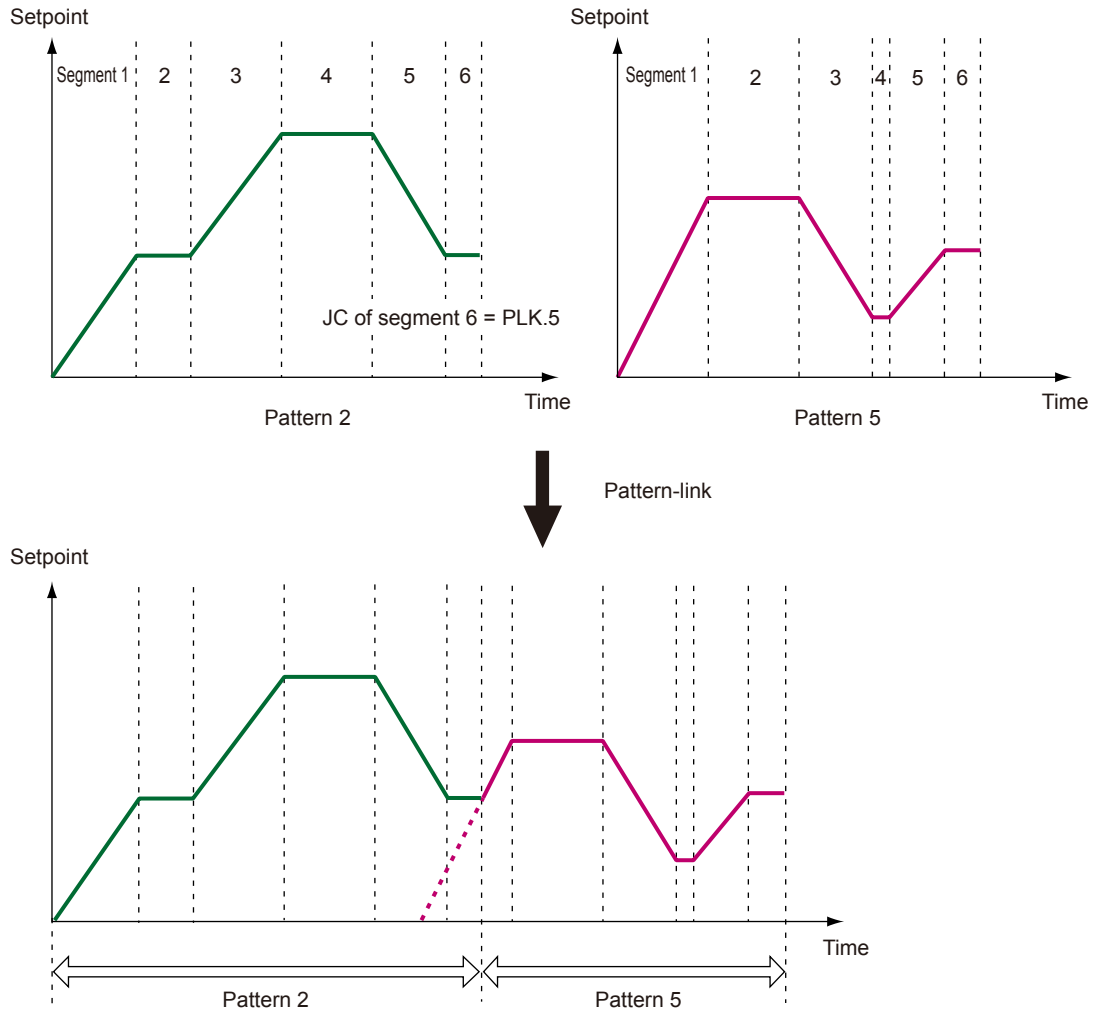 Setpoint
Segment 1 2 3 4 5 6
JC of segment 6 = PLK.5
Time
Pattern 2
Setpoint
Segment 1 2 3 4 5 6
Time
Pattern 5
Pattern-link
Setpoint
Time
Pattern 2 Pattern 5